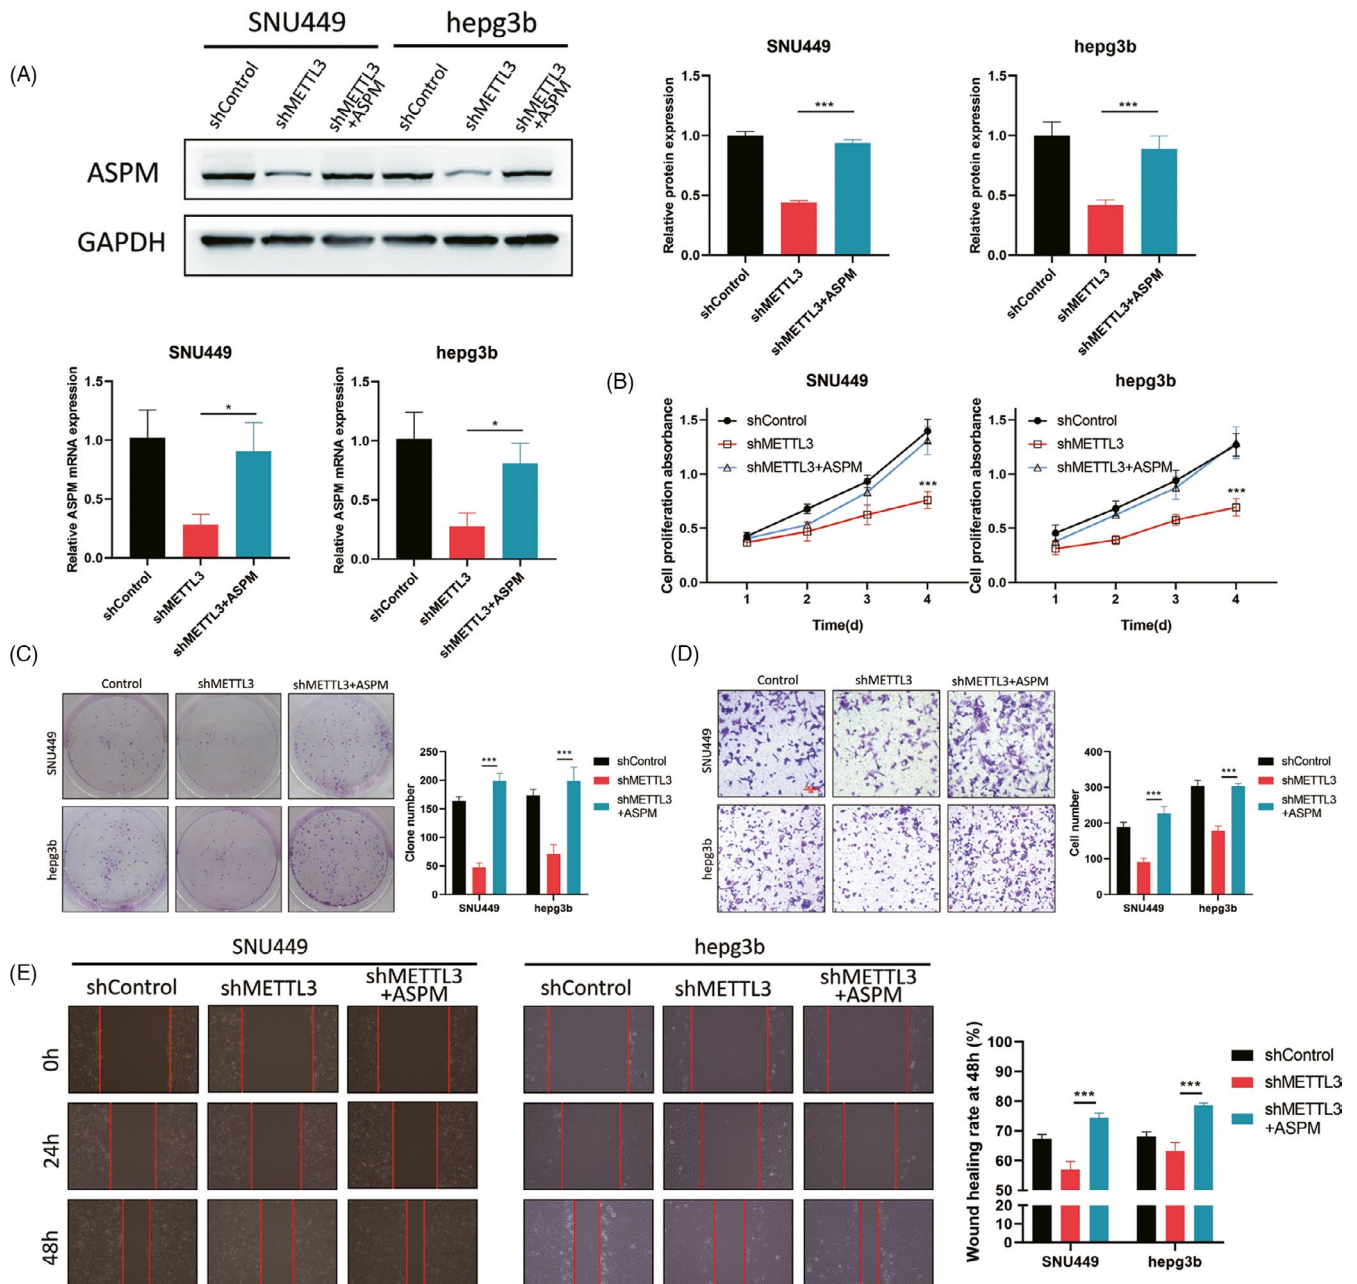 (A)
SNU449
hepg3b
shControl
shMETTL3
shMETTL3
+ASPM
shControl
shMETTL3
shMETTL3
+ASPM
ASPM
GAPDH
SNU449
Relative protein expression
1.5
1.0
0.5
0.0
***
shControl
shMETTL3
shMETTL3+ASPM
hepg3b
Relative protein expression
1.5
1.0
0.5
0.0
***
shControl
shMETTL3
shMETTL3+ASPM
SNU449
Relative ASPM mRNA expression
1.5
1.0
0.5
0.0
*
shControl
shMETTL3
shMETTL3+ASPM
hepg3b
Relative ASPM mRNA expression
1.5
1.0
0.5
0.0
*
shControl
shMETTL3
shMETTL3+ASPM
(B)
SNU449
Cell proliferation absorbance
1.5
1.0
0.5
0.0
shControl
shMETTL3
shMETTL3+ASPM
***
1 2 3 4
Time(d)
hepg3b
Cell proliferation absorbance
1.5
1.0
0.5
0.0
shControl
shMETTL3
shMETTL3+ASPM
***
1 2 3 4
Time(d)
(C)
Control
shMETTL3
shMETTL3+ASPM
SNU449
hepg3b
Clone number
250
200
150
100
50
0
***
***
SNU449
hepg3b
shControl
shMETTL3
shMETTL3
+ASPM
(D)
Control
shMETTL3
shMETTL3+ASPM
SNU449
hepg3b
Cell number
400
300
200
100
0
***
***
SNU449
hepg3b
shControl
shMETTL3
shMETTL3
+ASPM
(E)
SNU449
shControl
shMETTL3
shMETTL3
+ASPM
hepg3b
shControl
shMETTL3
shMETTL3
+ASPM
0h
24h
48h
Wound healing rate at 48h (%)
100
90
80
70
60
50
20
10
0
***
***
SNU449
hepg3b
shControl
shMETTL3
shMETTL3
+ASPM